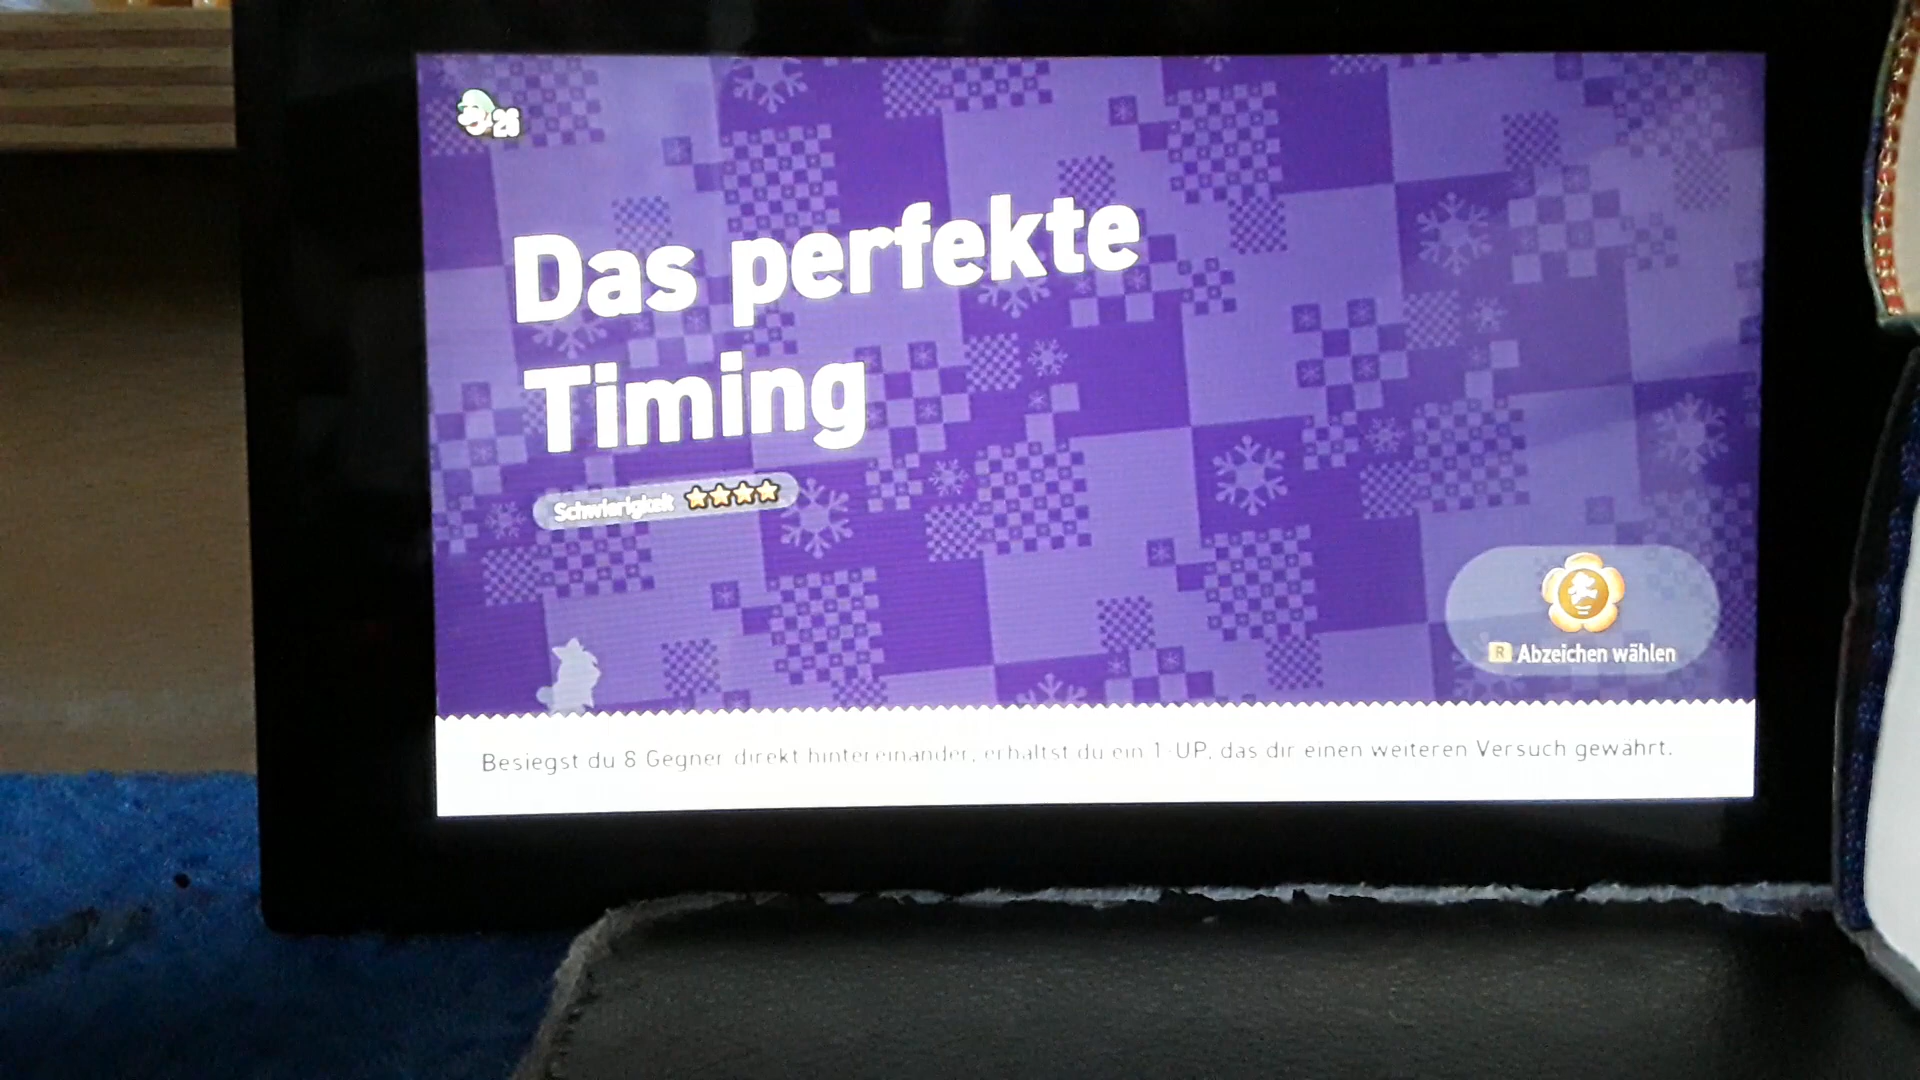 26
Das perfekte
Timing
Schwierigkeit
R Abzeichen wählen
Besiegst du 8 Gegner direkt hintereinander, erhältst du ein 1-UP, das dir einen weiteren Versuch gewährt.